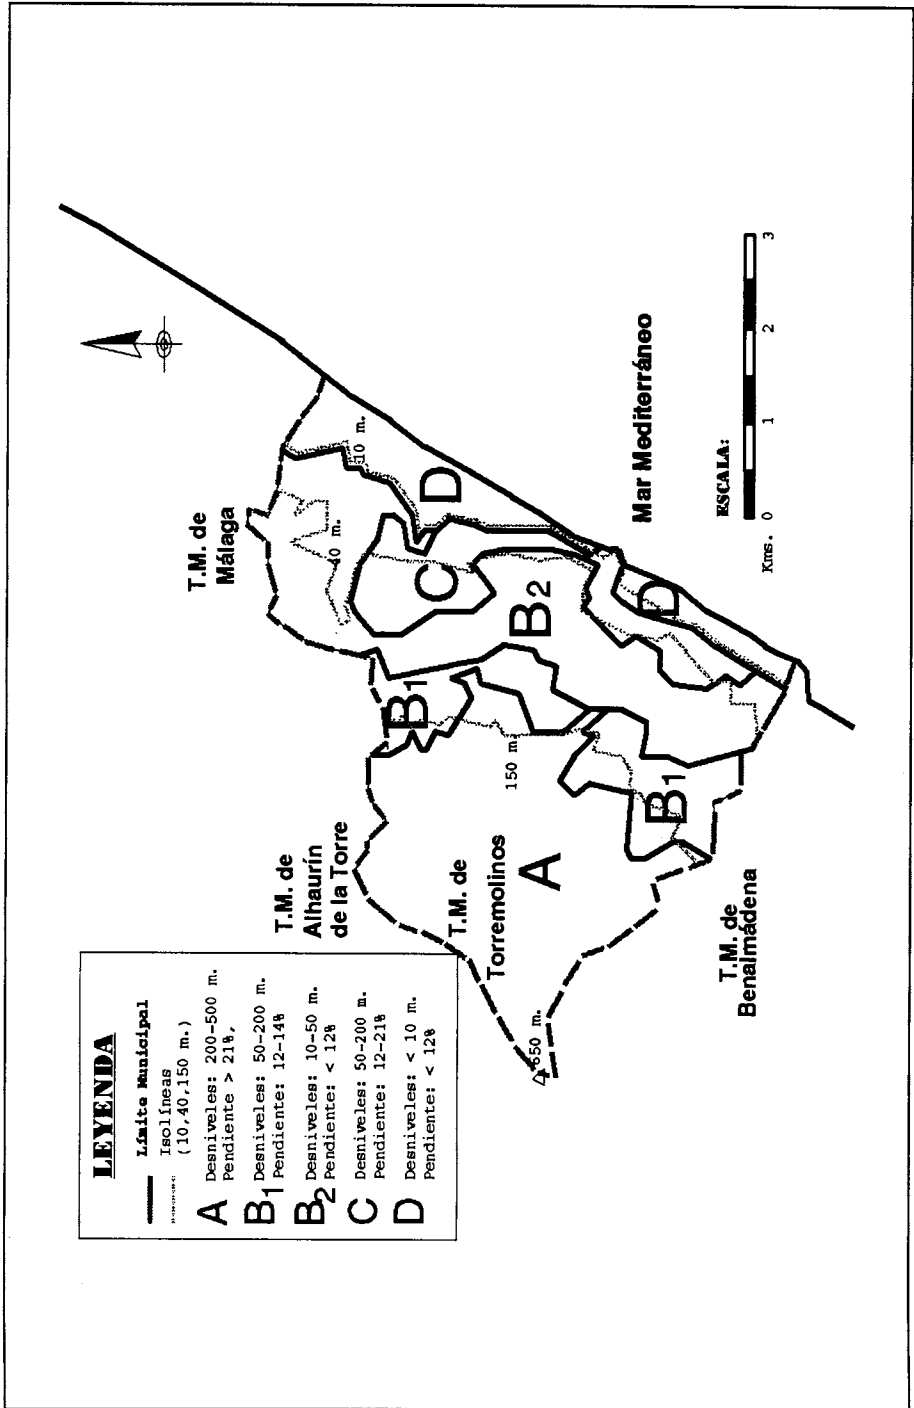 LEYENDA
Límite Municipal
Isolíneas
(10,40,150 m.)
A Desniveles: 200-500 m.
Pendiente > 21%,
B1 Desniveles: 50-200 m.
Pendiente: 12-14%
B2 Desniveles: 10-50 m.
Pendiente: < 12%
C Desniveles: 50-200 m.
Pendiente: 12-21%
D Desniveles: < 10 m.
Pendiente: < 12%
T.M. de
Alhaurín
de la Torre
T.M. de
Málaga
T.M. de
Torremolinos
A
T.M. de
Benalmádena
650 m.
150 m
40 m.
10 m.
B1
B1
B2
C
D
D
Mar Mediterráneo
ESCALA:
Kms. 0 1 2 3